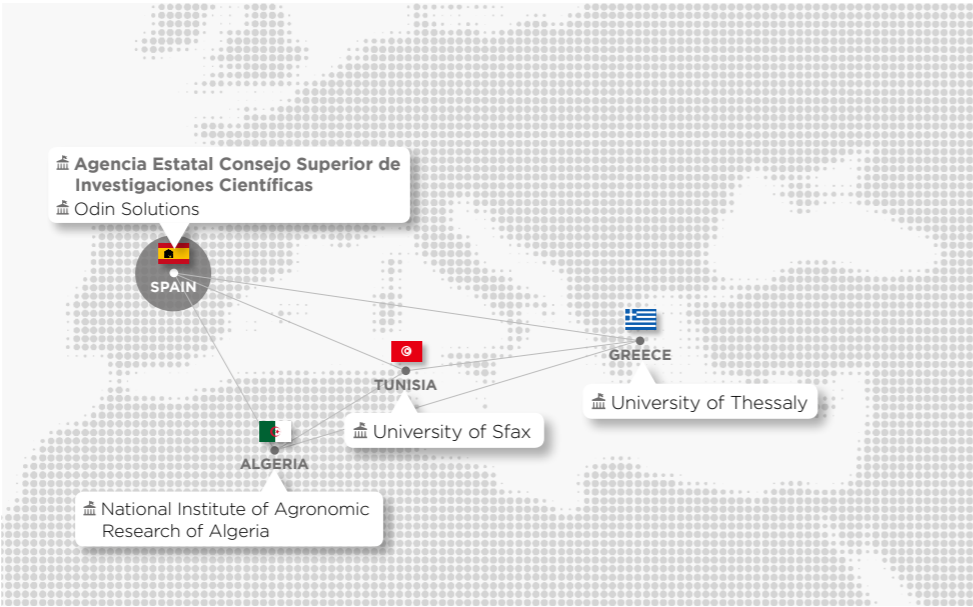 Agencia Estatal Consejo Superior de
Investigaciones Científicas
Odin Solutions
SPAIN
GREECE
TUNISIA
University of Thessaly
University of Sfax
ALGERIA
National Institute of Agronomic
Research of Algeria